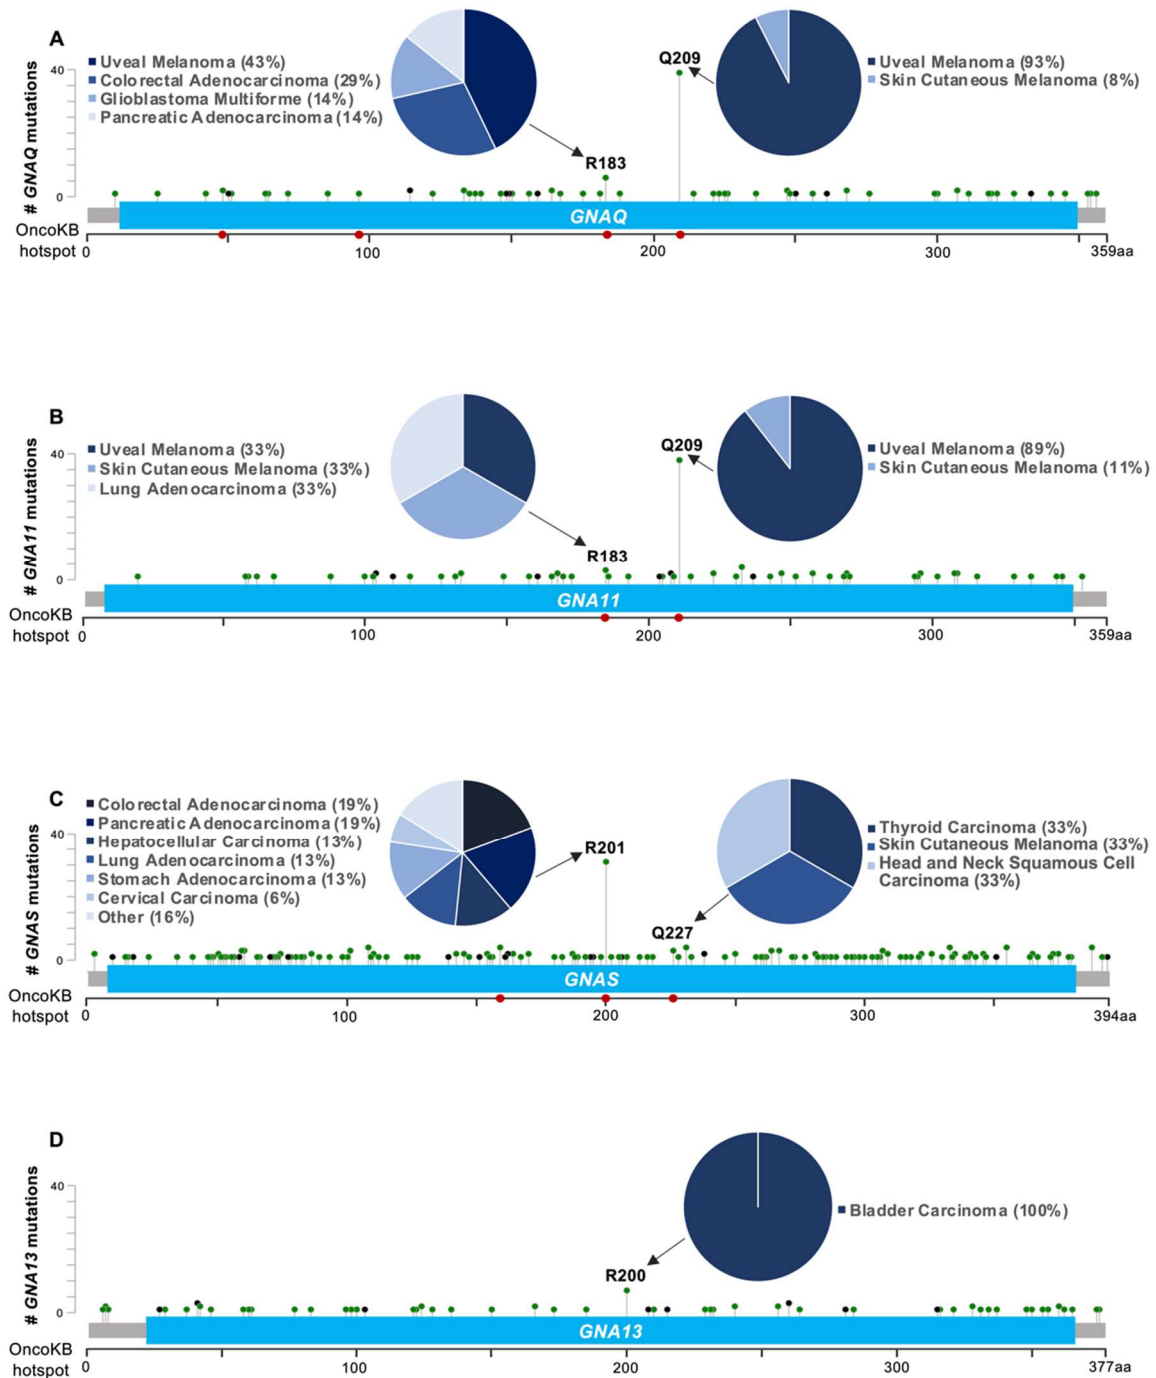 A
Uveal Melanoma (43%)
Colorectal Adenocarcinoma (29%)
Glioblastoma Multiforme (14%)
Pancreatic Adenocarcinoma (14%)
Q209
Uveal Melanoma (93%)
Skin Cutaneous Melanoma (8%)
R183
# GNAQ mutations
40
0
GNAQ
OncoKB
hotspot
0 100 200 300 359aa
B
Uveal Melanoma (33%)
Skin Cutaneous Melanoma (33%)
Lung Adenocarcinoma (33%)
Q209
Uveal Melanoma (89%)
Skin Cutaneous Melanoma (11%)
R183
# GNA11 mutations
40
0
GNA11
OncoKB
hotspot
0 100 200 300 359aa
C
Colorectal Adenocarcinoma (19%)
Pancreatic Adenocarcinoma (19%)
Hepatocellular Carcinoma (13%)
Lung Adenocarcinoma (13%)
Stomach Adenocarcinoma (13%)
Cervical Carcinoma (6%)
Other (16%)
R201
Thyroid Carcinoma (33%)
Skin Cutaneous Melanoma (33%)
Head and Neck Squamous Cell
Carcinoma (33%)
Q227
# GNAS mutations
40
0
GNAS
OncoKB
hotspot
0 100 200 300 394aa
D
Bladder Carcinoma (100%)
R200
# GNA13 mutations
40
0
GNA13
OncoKB
hotspot
0 100 200 300 377aa